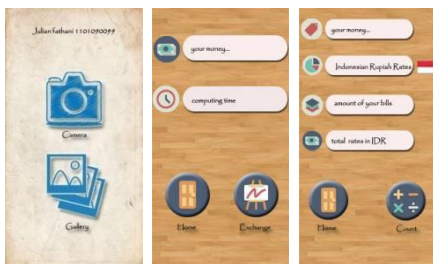 Julian fathani 1101090099
Camera
Gallery
your money...
computing time
Home
Exchange
your money...
Indonesian Rupiah Rates
amount of your bills
total rates in IDR
Home
Count